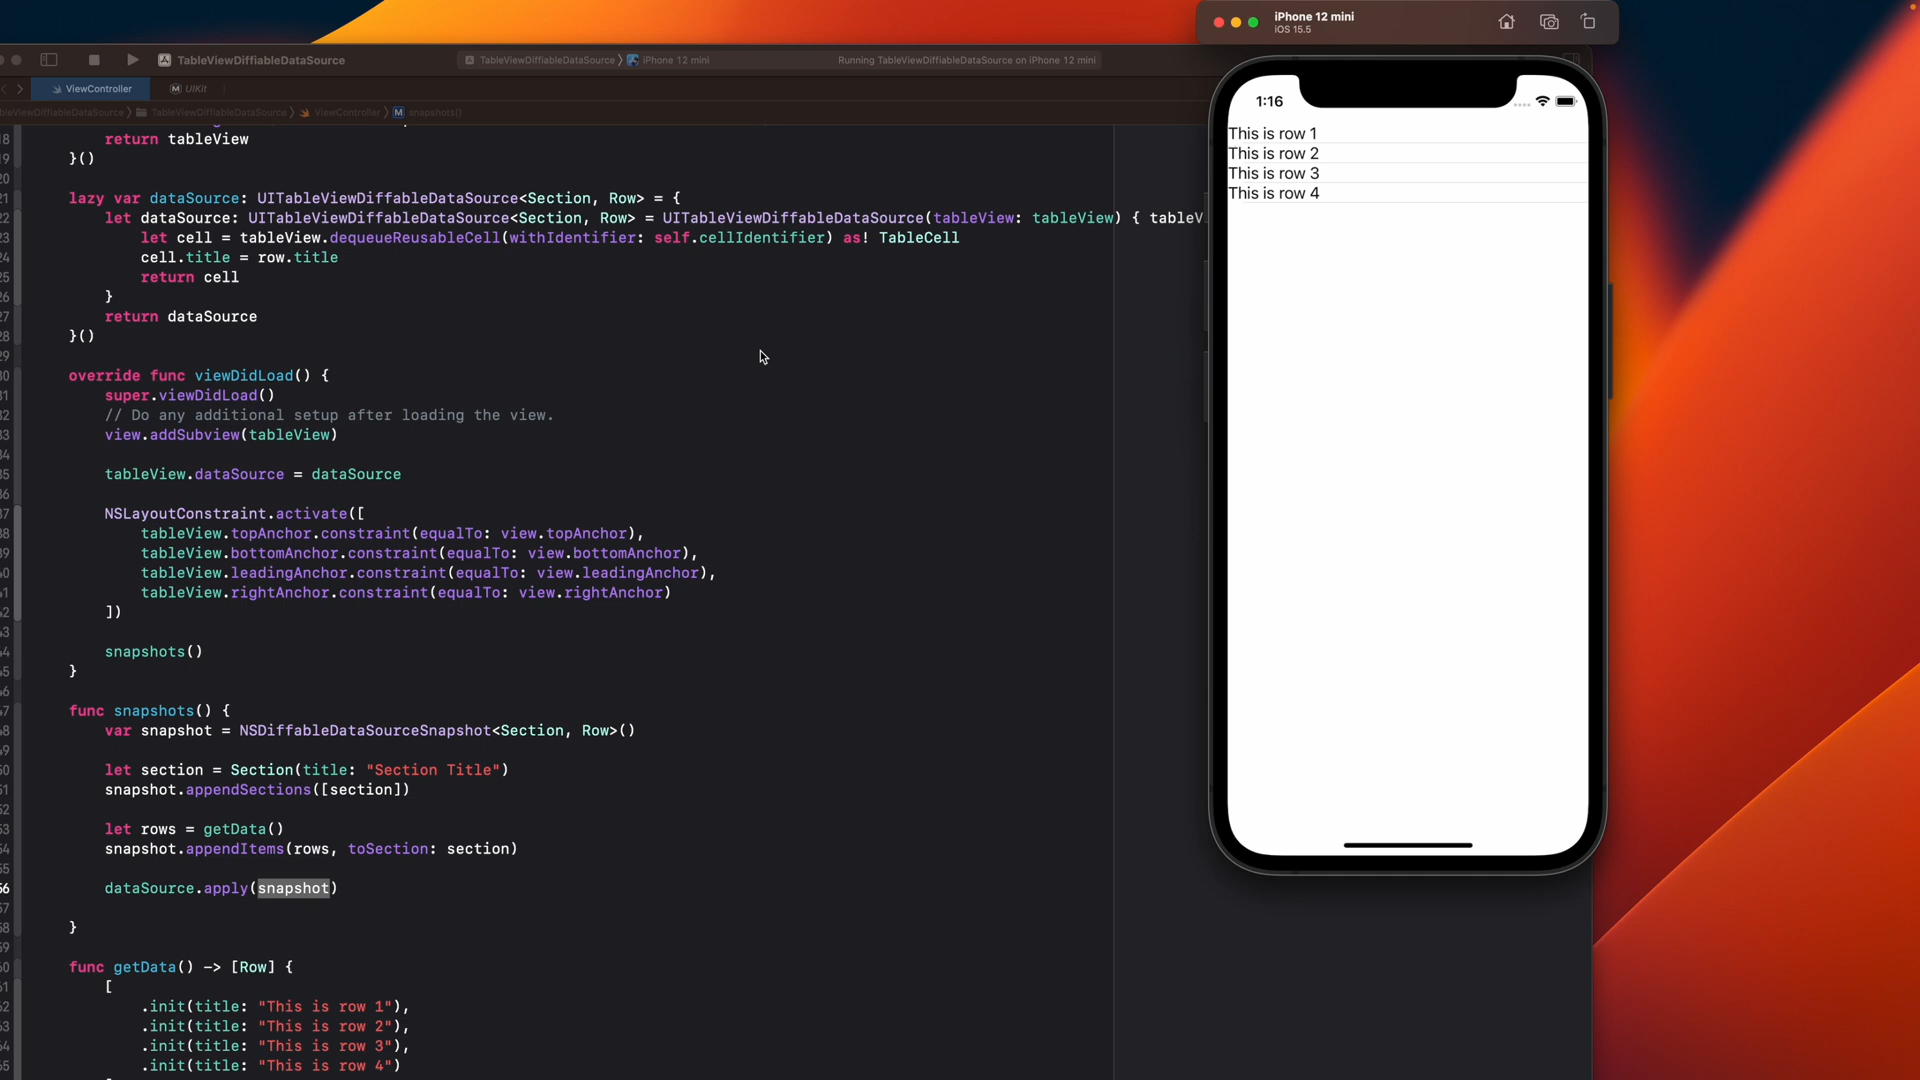 iPhone 12 mini
iOS 15.5
TableViewDiffiableDataSource
TableViewDiffiableDataSource 〉 iPhone 12 mini
Running TableViewDiffiableDataSource on iPhone 12 mini
ViewController
M UIKit
TableViewDiffiableDataSource 〉 ViewController 〉 M snapshots()
return tableView
}()
lazy var dataSource: UITableViewDiffableDataSource<Section, Row> = {
let dataSource: UITableViewDiffableDataSource<Section, Row> = UITableViewDiffableDataSource(tableView: tableView) { tableV
let cell = tableView.dequeueReusableCell(withIdentifier: self.cellIdentifier) as! TableCell
cell.title = row.title
return cell
}
return dataSource
}()
override func viewDidLoad() {
super.viewDidLoad()
// Do any additional setup after loading the view.
view.addSubview(tableView)
tableView.dataSource = dataSource
NSLayoutConstraint.activate([
tableView.topAnchor.constraint(equalTo: view.topAnchor),
tableView.bottomAnchor.constraint(equalTo: view.bottomAnchor),
tableView.leadingAnchor.constraint(equalTo: view.leadingAnchor),
tableView.rightAnchor.constraint(equalTo: view.rightAnchor)
])
snapshots()
}
func snapshots() {
var snapshot = NSDiffableDataSourceSnapshot<Section, Row>()
let section = Section(title: "Section Title")
snapshot.appendSections([section])
let rows = getData()
snapshot.appendItems(rows, toSection: section)
dataSource.apply(snapshot)
}
func getData() -> [Row] {
[
.init(title: "This is row 1"),
.init(title: "This is row 2"),
.init(title: "This is row 3"),
.init(title: "This is row 4")
1:16
This is row 1
This is row 2
This is row 3
This is row 4